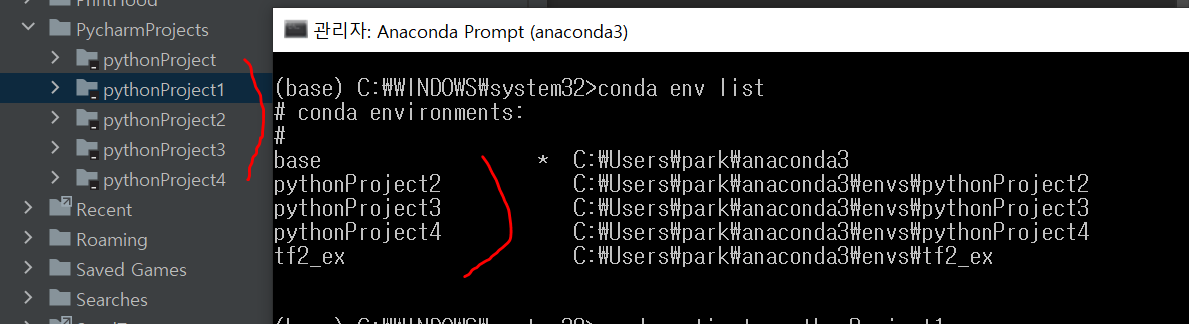 PycharmProjects
pythonProject
pythonProject1
pythonProject2
pythonProject3
pythonProject4
Recent
Roaming
Saved Games
Searches
관리자: Anaconda Prompt (anaconda3)
(base) C:₩WINDOWS₩system32>conda env list
# conda environments:
#
base * C:₩Users₩park₩anaconda3
pythonProject2 C:₩Users₩park₩anaconda3₩envs₩pythonProject2
pythonProject3 C:₩Users₩park₩anaconda3₩envs₩pythonProject3
pythonProject4 C:₩Users₩park₩anaconda3₩envs₩pythonProject4
tf2_ex C:₩Users₩park₩anaconda3₩envs₩tf2_ex